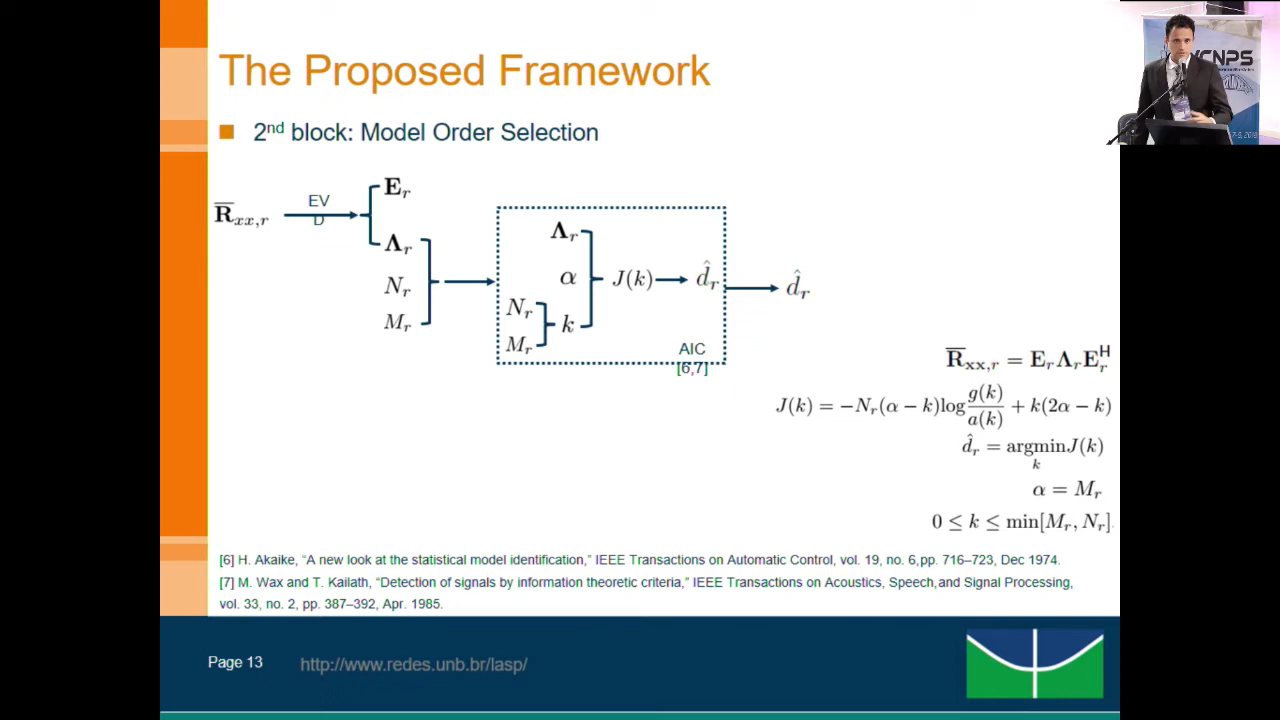 The Proposed Framework
2nd block: Model Order Selection
R̅xx,r
EV
D
Er
Λr
Nr
Mr
Λr
α
Nr
Mr
k
J(k)
d̂r
AIC
[6,7]
d̂r
R̅xx,r = ErΛrErH
J(k) = −Nr(α − k)log g(k)/a(k) + k(2α − k)
d̂r = argmin J(k)
k
α = Mr
0 ≤ k ≤ min[Mr, Nr].
[6] H. Akaike, “A new look at the statistical model identification,” IEEE Transactions on Automatic Control, vol. 19, no. 6,pp. 716–723, Dec 1974.
[7] M. Wax and T. Kailath, “Detection of signals by information theoretic criteria,” IEEE Transactions on Acoustics, Speech,and Signal Processing,
vol. 33, no. 2, pp. 387–392, Apr. 1985.
Page 13
http://www.redes.unb.br/lasp/